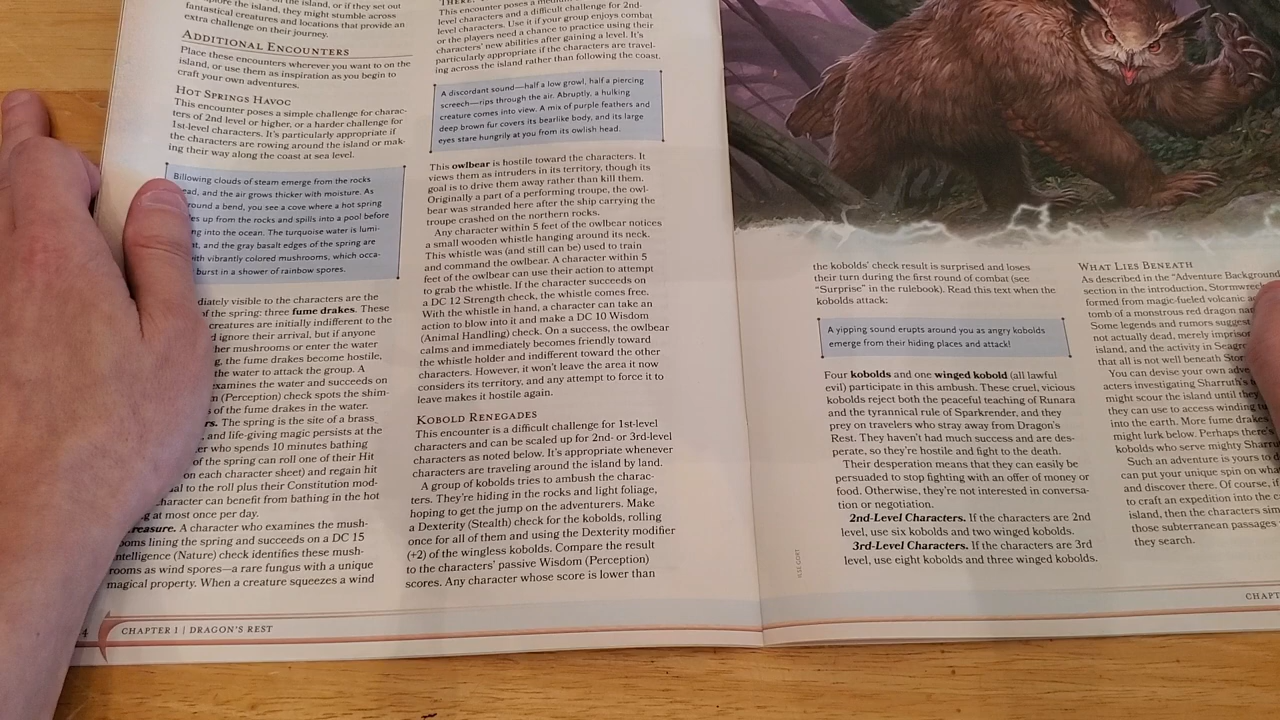 on the island, or if they set out
explore the island, they might stumble across
fantastical creatures and locations that provide an
extra challenge on their journey.
ADDITIONAL ENCOUNTERS
Place these encounters wherever you want to on the
island, or use them as inspiration as you begin to
craft your own adventures.
HOT SPRINGS HAVOC
This encounter poses a simple challenge for charac-
ters of 2nd level or higher, or a harder challenge for
1st-level characters. It's particularly appropriate if
the characters are rowing around the island or mak-
ing their way along the coast at sea level.
Billowing clouds of steam emerge from the rocks
and the air grows thicker with moisture. As
round a bend, you see a cove where a hot spring
up from the rocks and spills into a pool before
into the ocean. The turquoise water is lumi-
and the gray basalt edges of the spring are
with vibrantly colored mushrooms, which occa-
burst in a shower of rainbow spores.
diately visible to the characters are the
of the spring: three fume drakes. These
creatures are initially indifferent to the
ignore their arrival, but if anyone
mushrooms or enter the water
the fume drakes become hostile,
the water to attack the group. A
examines the water and succeeds on
(Perception) check spots the shim-
of the fume drakes in the water.
The spring is the site of a brass
and life-giving magic persists at the
who spends 10 minutes bathing
of the spring can roll one of their Hit
on each character sheet) and regain hit
to the roll plus their Constitution mod-
character can benefit from bathing in the hot
at most once per day.
Treasure. A character who examines the mush-
rooms lining the spring and succeeds on a DC 15
Intelligence (Nature) check identifies these mush-
rooms as wind spores—a rare fungus with a unique
magical property. When a creature squeezes a wind
4 CHAPTER 1 | DRAGON'S REST
This encounter poses a
level characters and a difficult challenge for 2nd-
level characters. Use it if your group enjoys combat
or the players need a chance to practice using their
characters' new abilities after gaining a level. It's
particularly appropriate if the characters are travel-
ing across the island rather than following the coast.
A discordant sound—half a low growl, half a piercing
screech—rips through the air. Abruptly, a hulking
creature comes into view. A mix of purple feathers and
deep brown fur covers its bearlike body, and its large
eyes stare hungrily at you from its owlish head.
This owlbear is hostile toward the characters. It
views them as intruders in its territory, though its
goal is to drive them away rather than kill them.
Originally a part of a performing troupe, the owl-
bear was stranded here after the ship carrying the
troupe crashed on the northern rocks.
Any character within 5 feet of the owlbear notices
a small wooden whistle hanging around its neck.
This whistle was (and still can be) used to train
and command the owlbear. A character within 5
feet of the owlbear can use their action to attempt
to grab the whistle. If the character succeeds on
a DC 12 Strength check, the whistle comes free.
With the whistle in hand, a character can take an
action to blow into it and make a DC 10 Wisdom
(Animal Handling) check. On a success, the owlbear
calms and immediately becomes friendly toward
the whistle holder and indifferent toward the other
characters. However, it won't leave the area it now
considers its territory, and any attempt to force it to
leave makes it hostile again.
KOBOLD RENEGADES
This encounter is a difficult challenge for 1st-level
characters and can be scaled up for 2nd- or 3rd-level
characters as noted below. It's appropriate whenever
characters are traveling around the island by land.
A group of kobolds tries to ambush the charac-
ters. They're hiding in the rocks and light foliage,
hoping to get the jump on the adventurers. Make
a Dexterity (Stealth) check for the kobolds, rolling
once for all of them and using the Dexterity modifier
(+2) of the wingless kobolds. Compare the result
to the characters' passive Wisdom (Perception)
scores. Any character whose score is lower than
the kobolds' check result is surprised and loses
their turn during the first round of combat (see
"Surprise" in the rulebook). Read this text when the
kobolds attack:
A yipping sound erupts around you as angry kobolds
emerge from their hiding places and attack!
Four kobolds and one winged kobold (all lawful
evil) participate in this ambush. These cruel, vicious
kobolds reject both the peaceful teaching of Runara
and the tyrannical rule of Sparkrender, and they
prey on travelers who stray away from Dragon's
Rest. They haven't had much success and are des-
perate, so they're hostile and fight to the death.
Their desperation means that they can easily be
persuaded to stop fighting with an offer of money or
food. Otherwise, they're not interested in conversa-
tion or negotiation.
2nd-Level Characters. If the characters are 2nd
level, use six kobolds and two winged kobolds.
3rd-Level Characters. If the characters are 3rd
level, use eight kobolds and three winged kobolds.
WHAT LIES BENEATH
As described in the "Adventure Background
section in the introduction, Stormwreck
formed from magic-fueled volcanic
tomb of a monstrous red dragon
Some legends and rumors suggest
not actually dead, merely
island, and the activity in
that all is not well beneath
You can devise your own
acters investigating Sharruth's
might scour the island until they
they can use to access winding
into the earth. More fume drakes
might lurk below. Perhaps there's
kobolds who serve mighty
Such an adventure is yours to
can put your unique spin on
and discover there. Of course, if
to craft an expedition into the
island, then the characters
those subterranean passages
they search.
CHAPT